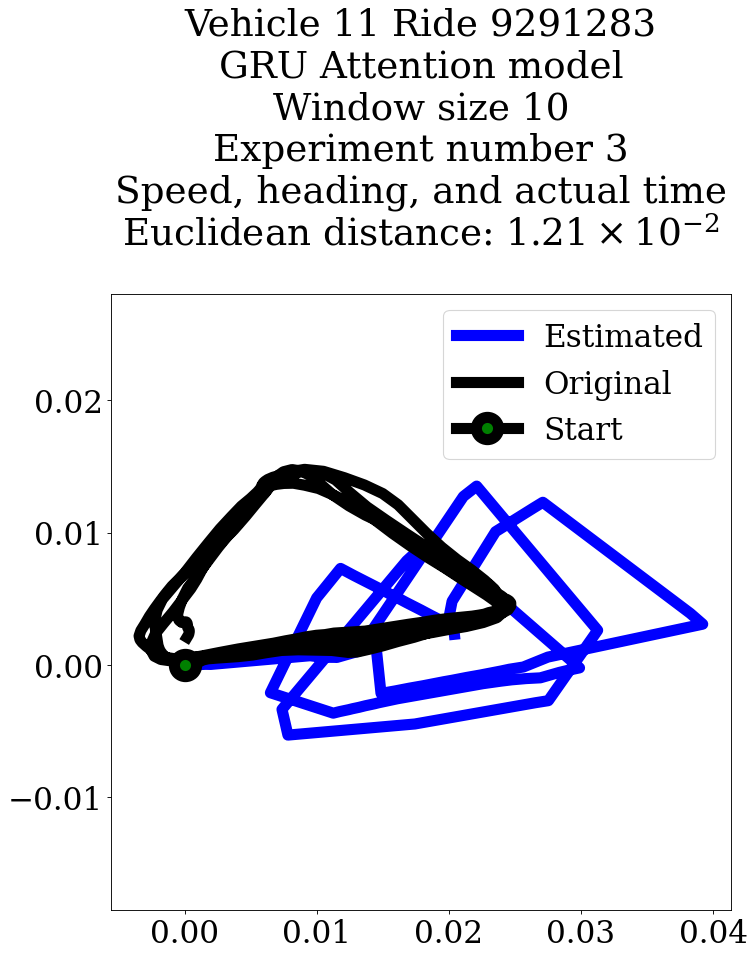 Vehicle 11 Ride 9291283
GRU Attention model
Window size 10
Experiment number 3
Speed, heading, and actual time
Euclidean distance: 1.21 × 10⁻²
Estimated
Original
Start
0.02
0.01
0.00
−0.01
0.00 0.01 0.02 0.03 0.04